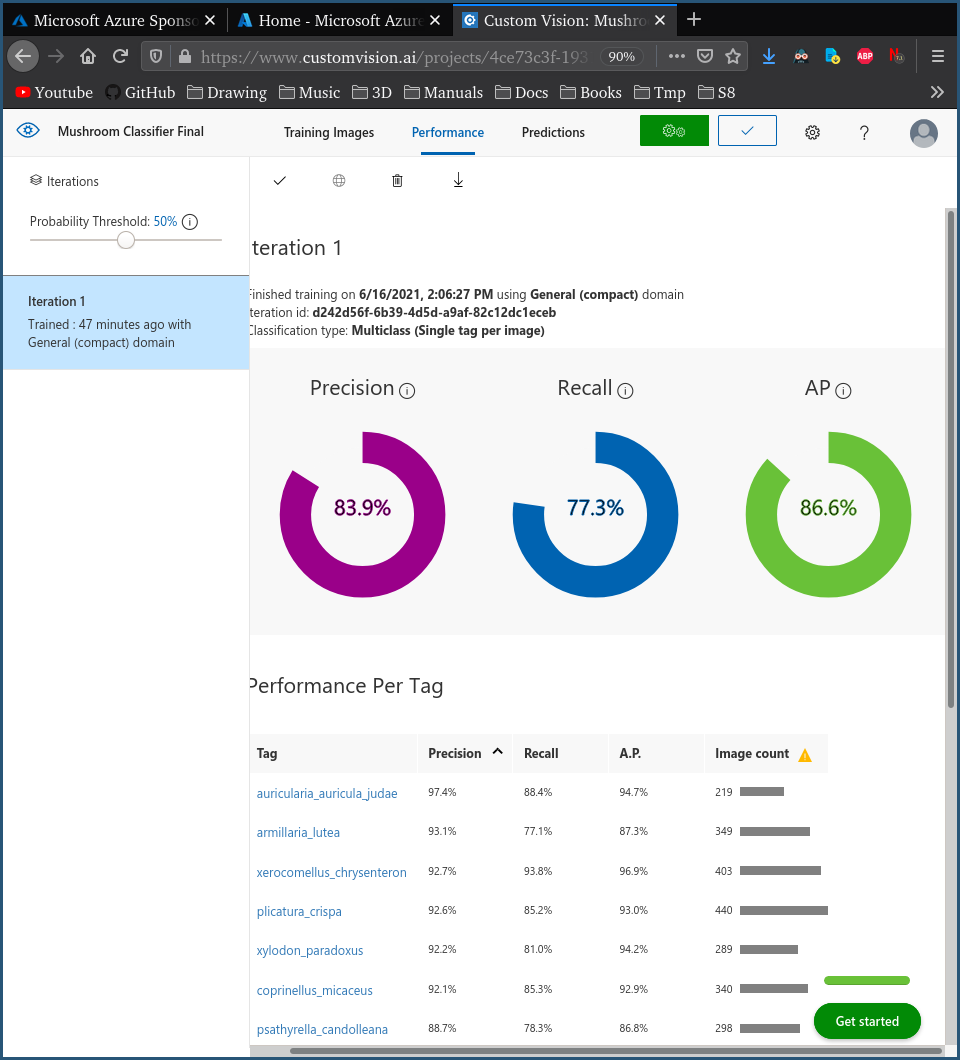 Microsoft Azure Sponso
Home - Microsoft Azure
Custom Vision: Mushro
https://www.customvision.ai/projects/4ce73c3f-193
90%
ABP
Youtube
GitHub
Drawing
Music
3D
Manuals
Docs
Books
Tmp
S8
Mushroom Classifier Final
Training Images
Performance
Predictions
?
Iterations
Probability Threshold: 50%
Iteration 1
Trained : 47 minutes ago with
General (compact) domain
teration 1
inished training on 6/16/2021, 2:06:27 PM using General (compact) domain
teration id: d242d56f-6b39-4d5d-a9af-82c12dc1eceb
Classification type: Multiclass (Single tag per image)
Precision
Recall
AP
83.9%
77.3%
86.6%
Performance Per Tag
Tag Precision Recall A.P. Image count
auricularia_auricula_judae 97.4% 88.4% 94.7% 219
armillaria_lutea 93.1% 77.1% 87.3% 349
xerocomellus_chrysenteron 92.7% 93.8% 96.9% 403
plicatura_crispa 92.6% 85.2% 93.0% 440
xylodon_paradoxus 92.2% 81.0% 94.2% 289
coprinellus_micaceus 92.1% 85.3% 92.9% 340
psathyrella_candolleana 88.7% 78.3% 86.8% 298
Get started